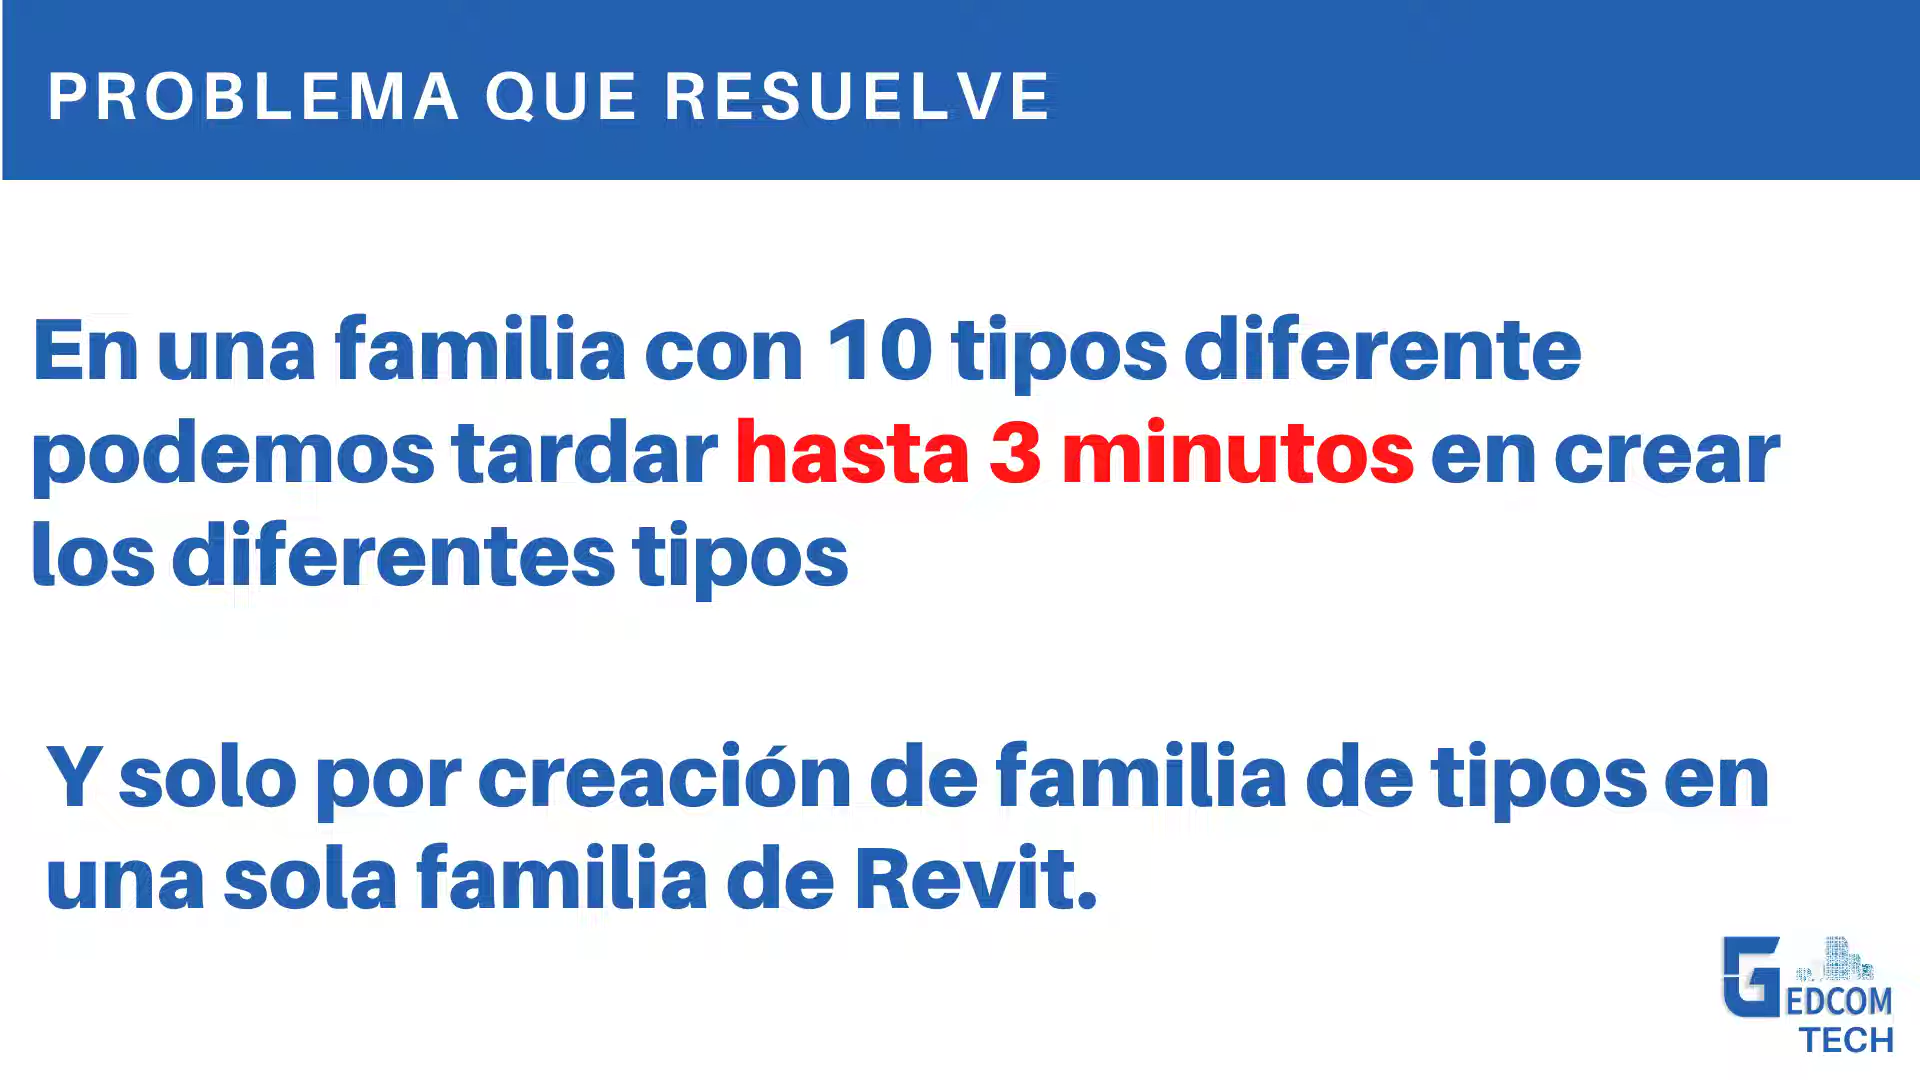 PROBLEMA QUE RESUELVE
En una familia con 10 tipos diferente
podemos tardar hasta 3 minutos en crear
los diferentes tipos
Y solo por creación de familia de tipos en
una sola familia de Revit.
GEDCOM
TECH